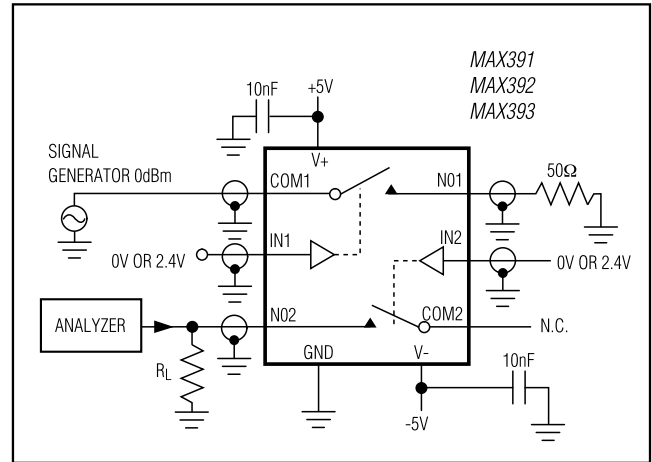 MAX391
MAX392
MAX393
10nF
+5V
V+
SIGNAL
GENERATOR 0dBm
COM1
N01
50Ω
IN1
IN2
0V OR 2.4V
0V OR 2.4V
ANALYZER
N02
COM2
N.C.
RL
GND
V-
10nF
-5V